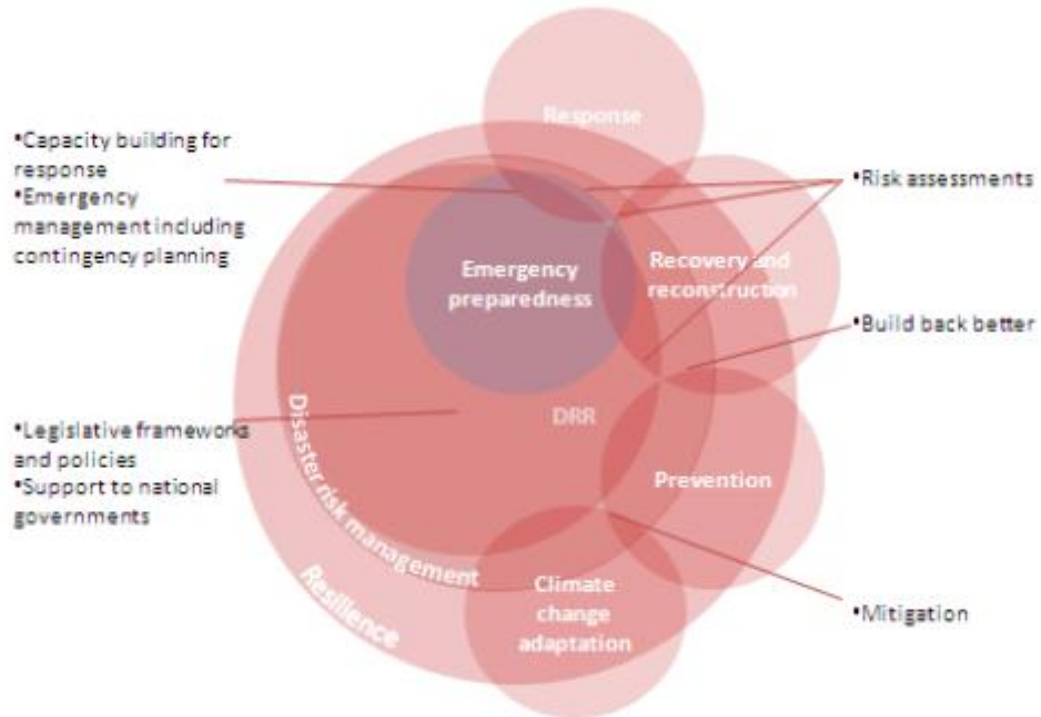 Response
•Capacity building for
response
•Emergency
management including
contingency planning
•Risk assessments
Emergency
preparedness
Recovery and
reconstruction
•Build back better
DRR
•Legislative frameworks
and policies
•Support to national
governments
Prevention
Disaster risk management
Resilience
Climate
change
adaptation
•Mitigation